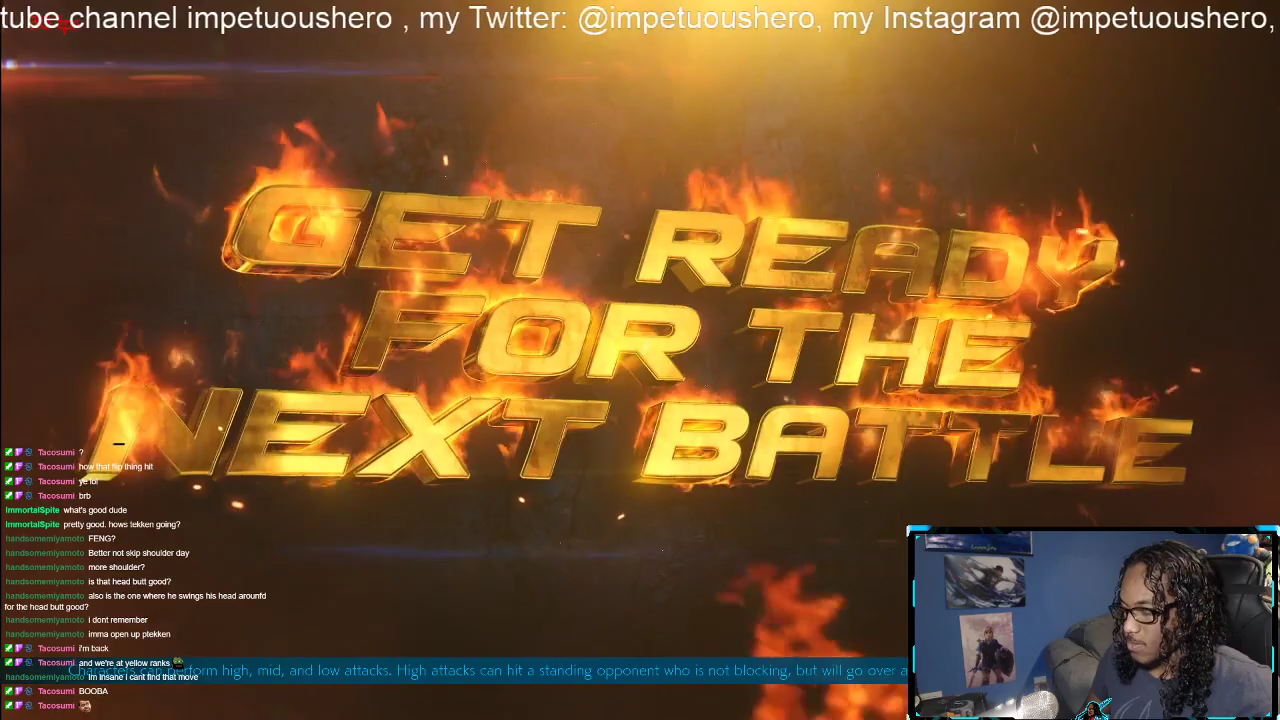 tube channel impetuoushero , my Twitter: @impetuoushero, my Instagram @impetuoushero,
GET READY
FOR THE
NEXT BATTLE
Tacosumi ?
Tacosumi how that flip thing hit
Tacosumi ye lol
Tacosumi brb
ImmortalSpite what's good dude
ImmortalSpite pretty good. hows tekken going?
handsomemiyamoto FENG?
handsomemiyamoto Better not skip shoulder day
handsomemiyamoto more shoulder?
handsomemiyamoto is that head butt good?
handsomemiyamoto also is the one where he swings his head arounfd
for the head butt good?
handsomemiyamoto i dont remember
handsomemiyamoto imma open up ptekken
Tacosumi i'm back
Tacosumi and we're at yellow ranks
Characters can perform high, mid, and low attacks. High attacks can hit a standing opponent who is not blocking, but will go over a
handsomemiyamoto im insane i cant find that move
Tacosumi BOOBA
Tacosumi